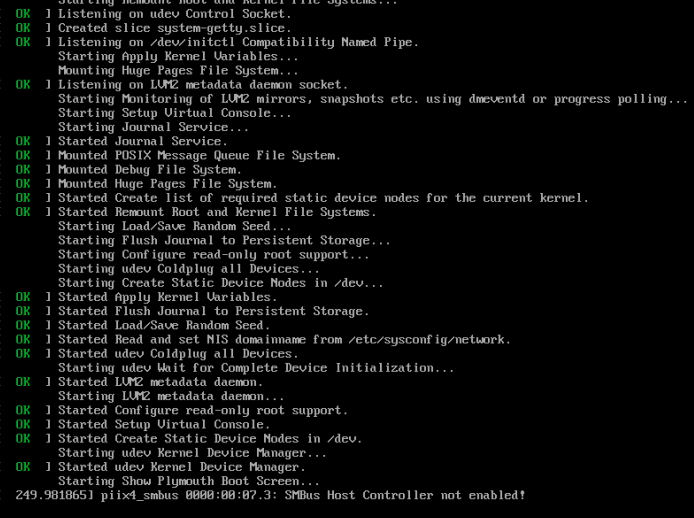 Starting Remount Root and Kernel File Systems...
[  OK  ] Listening on udev Control Socket.
[  OK  ] Created slice system-getty.slice.
[  OK  ] Listening on /dev/initctl Compatibility Named Pipe.
Starting Apply Kernel Variables...
Mounting Huge Pages File System...
[  OK  ] Listening on LVM2 metadata daemon socket.
Starting Monitoring of LVM2 mirrors, snapshots etc. using dmeventd or progress polling...
Starting Setup Virtual Console...
Starting Journal Service...
[  OK  ] Started Journal Service.
[  OK  ] Mounted POSIX Message Queue File System.
[  OK  ] Mounted Debug File System.
[  OK  ] Mounted Huge Pages File System.
[  OK  ] Started Create list of required static device nodes for the current kernel.
[  OK  ] Started Remount Root and Kernel File Systems.
Starting Load/Save Random Seed...
Starting Flush Journal to Persistent Storage...
Starting Configure read-only root support...
Starting udev Coldplug all Devices...
Starting Create Static Device Nodes in /dev...
[  OK  ] Started Apply Kernel Variables.
[  OK  ] Started Flush Journal to Persistent Storage.
[  OK  ] Started Load/Save Random Seed.
[  OK  ] Started Read and set NIS domainname from /etc/sysconfig/network.
[  OK  ] Started udev Coldplug all Devices.
Starting udev Wait for Complete Device Initialization...
[  OK  ] Started LVM2 metadata daemon.
Starting LVM2 metadata daemon...
[  OK  ] Started Configure read-only root support.
[  OK  ] Started Setup Virtual Console.
[  OK  ] Started Create Static Device Nodes in /dev.
Starting udev Kernel Device Manager...
[  OK  ] Started udev Kernel Device Manager.
Starting Show Plymouth Boot Screen...
[  249.981865] piix4_smbus 0000:00:07.3: SMBus Host Controller not enabled!